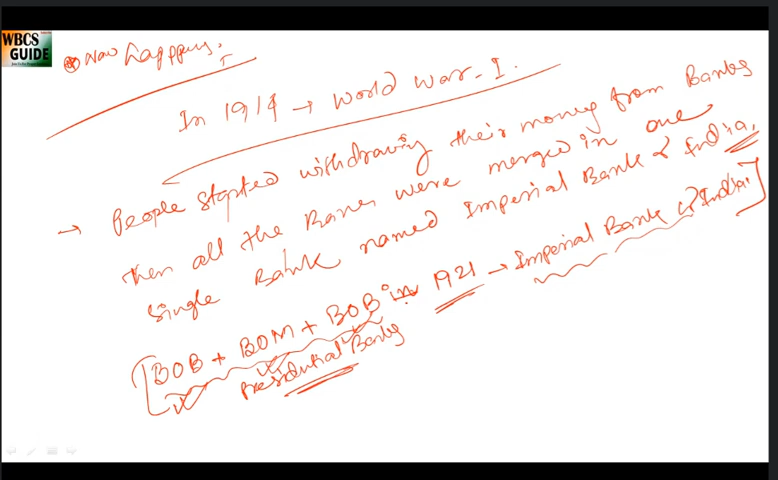 WBCS
GUIDE
Now happens.
In 1914 → World War - I.
→ People started withdrawing their money from Banks
then all the Banks were merged in one
single Bank named Imperial Bank of India.
[BOB + BOM + BOB in 1921 → Imperial Bank of India.]
Presidential Banks